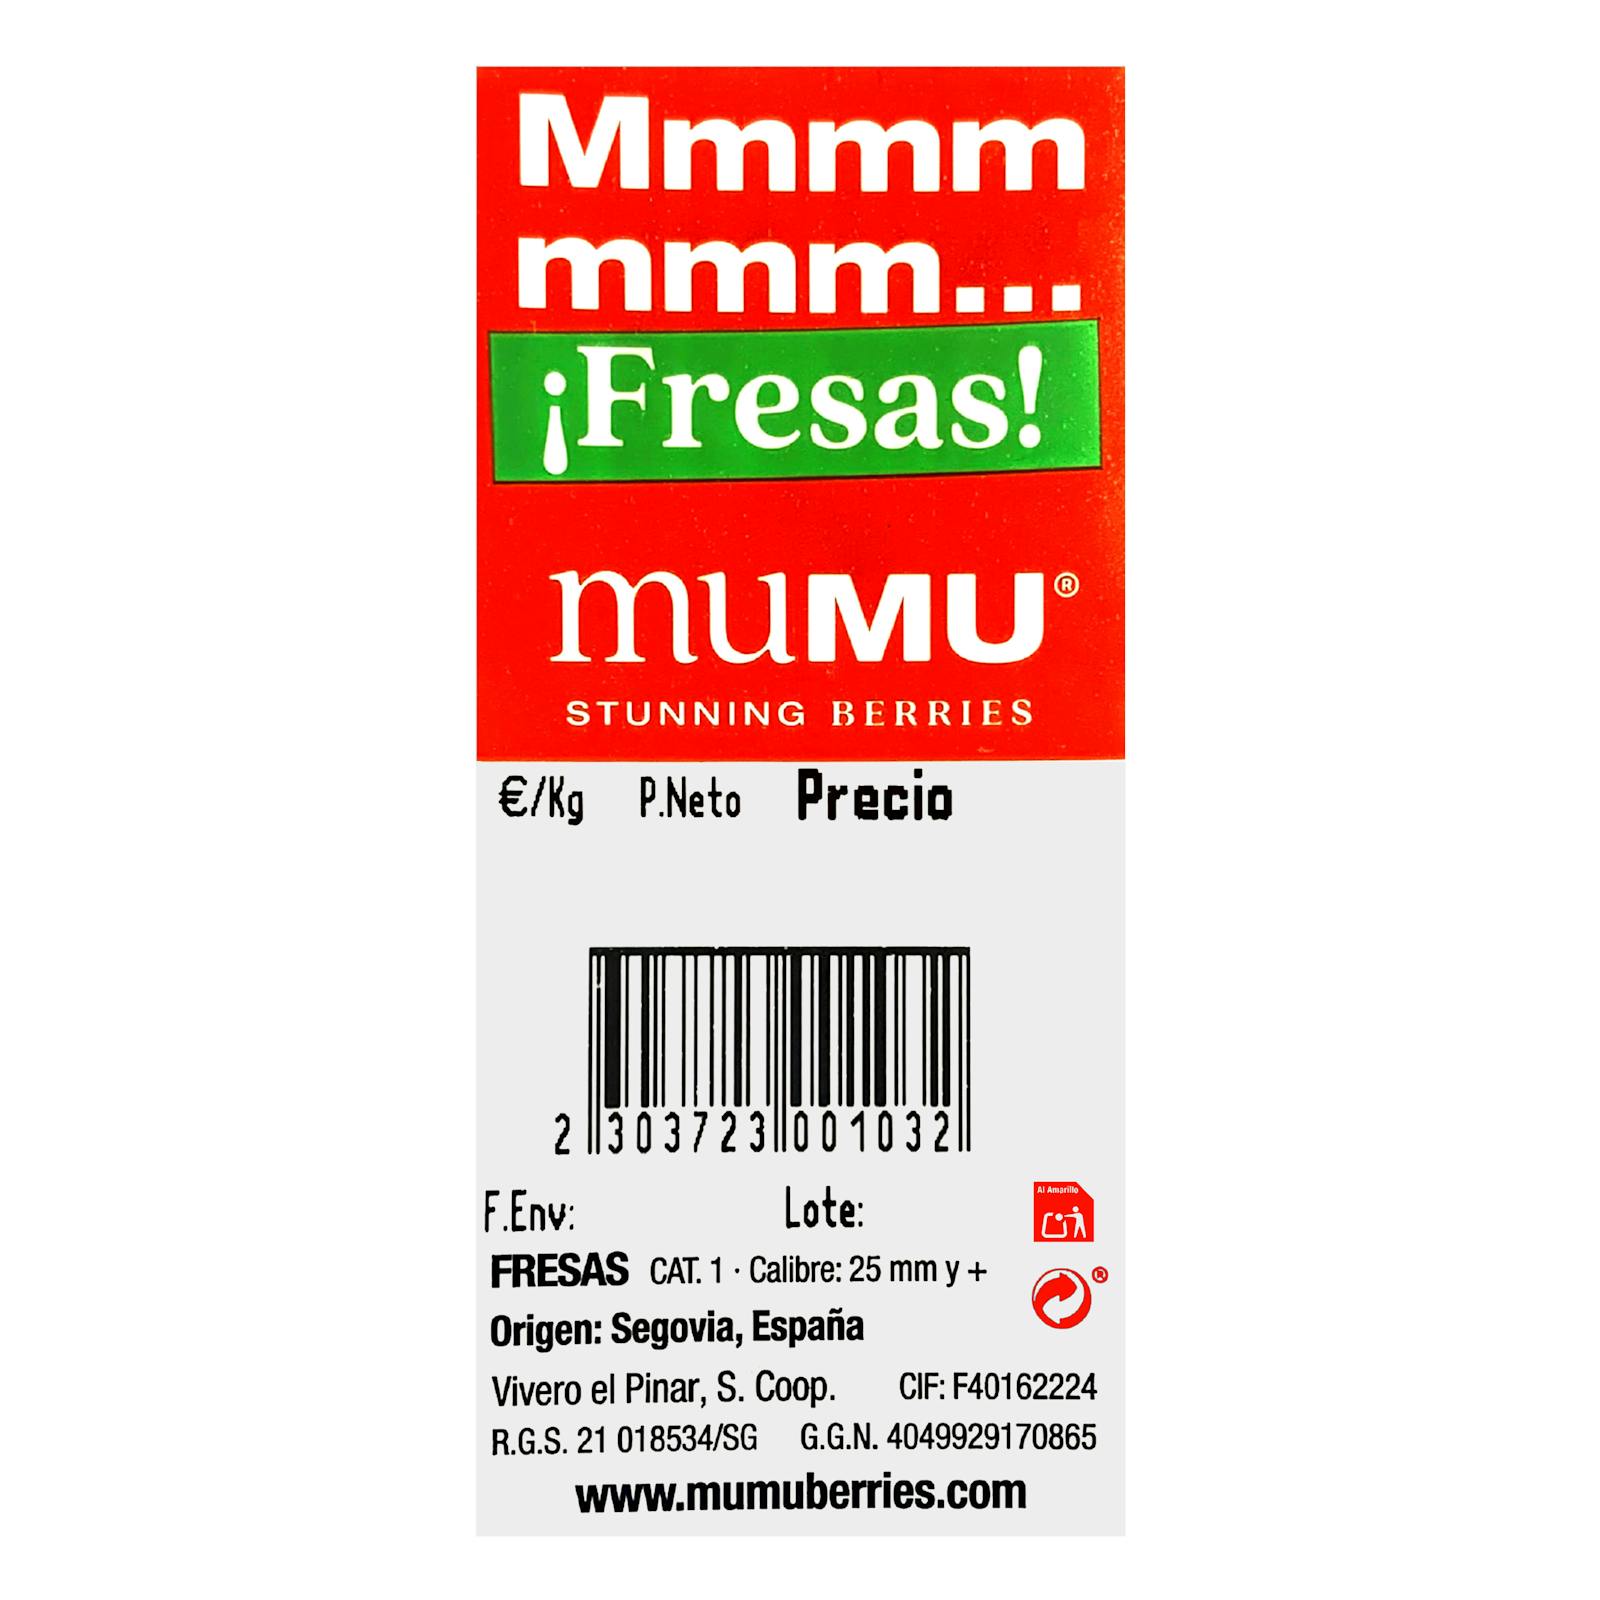 Mmmm
mmm...
¡Fresas!
muMU®
STUNNING BERRIES
€/Kg P.Neto Precio
2 303723 001032
F.Env: Lote:
Al Amarillo
FRESAS CAT. 1 · Calibre: 25 mm y +
®
Origen: Segovia, España
Vivero el Pinar, S. Coop. CIF: F40162224
R.G.S. 21 018534/SG G.G.N. 4049929170865
www.mumuberries.com